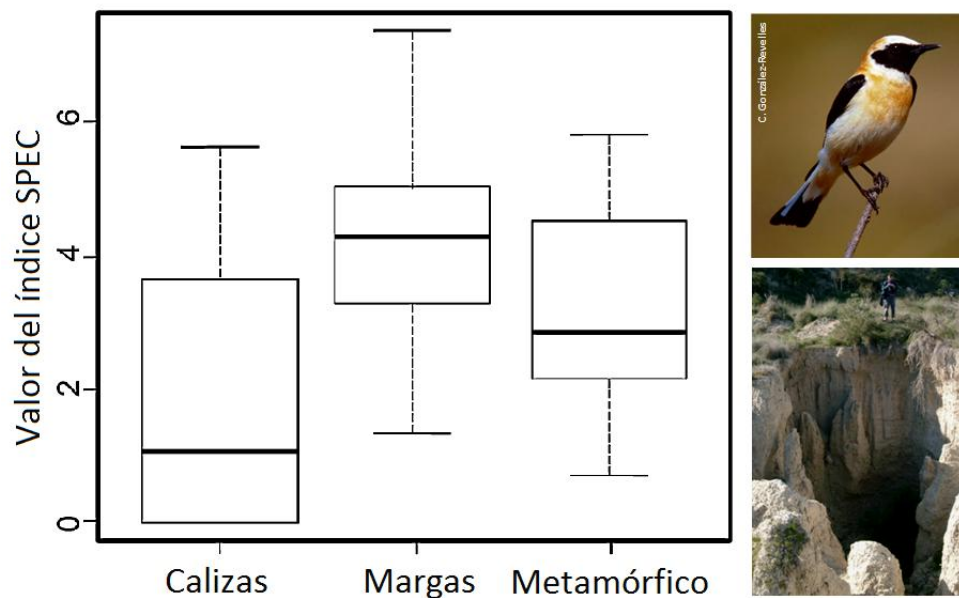 Valor del índice SPEC
6
4
2
0
Calizas
Margas
Metamórfico
C. González-Revelles